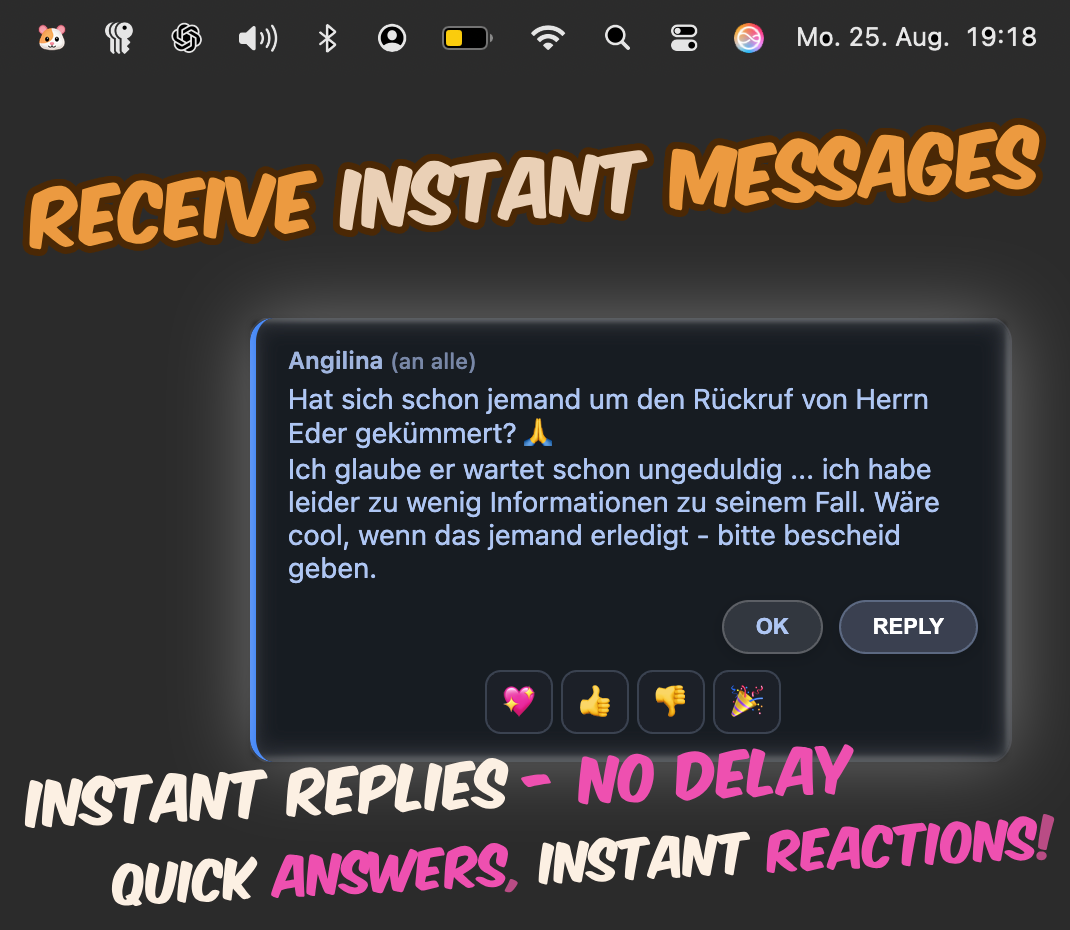 Mo. 25. Aug. 19:18
RECEIVE INSTANT MESSAGES
Angilina (an alle)
Hat sich schon jemand um den Rückruf von Herrn
Eder gekümmert? 🙏
Ich glaube er wartet schon ungeduldig ... ich habe
leider zu wenig Informationen zu seinem Fall. Wäre
cool, wenn das jemand erledigt - bitte bescheid
geben.
OK REPLY
INSTANT REPLIES - NO DELAY
QUICK ANSWERS, INSTANT REACTIONS!